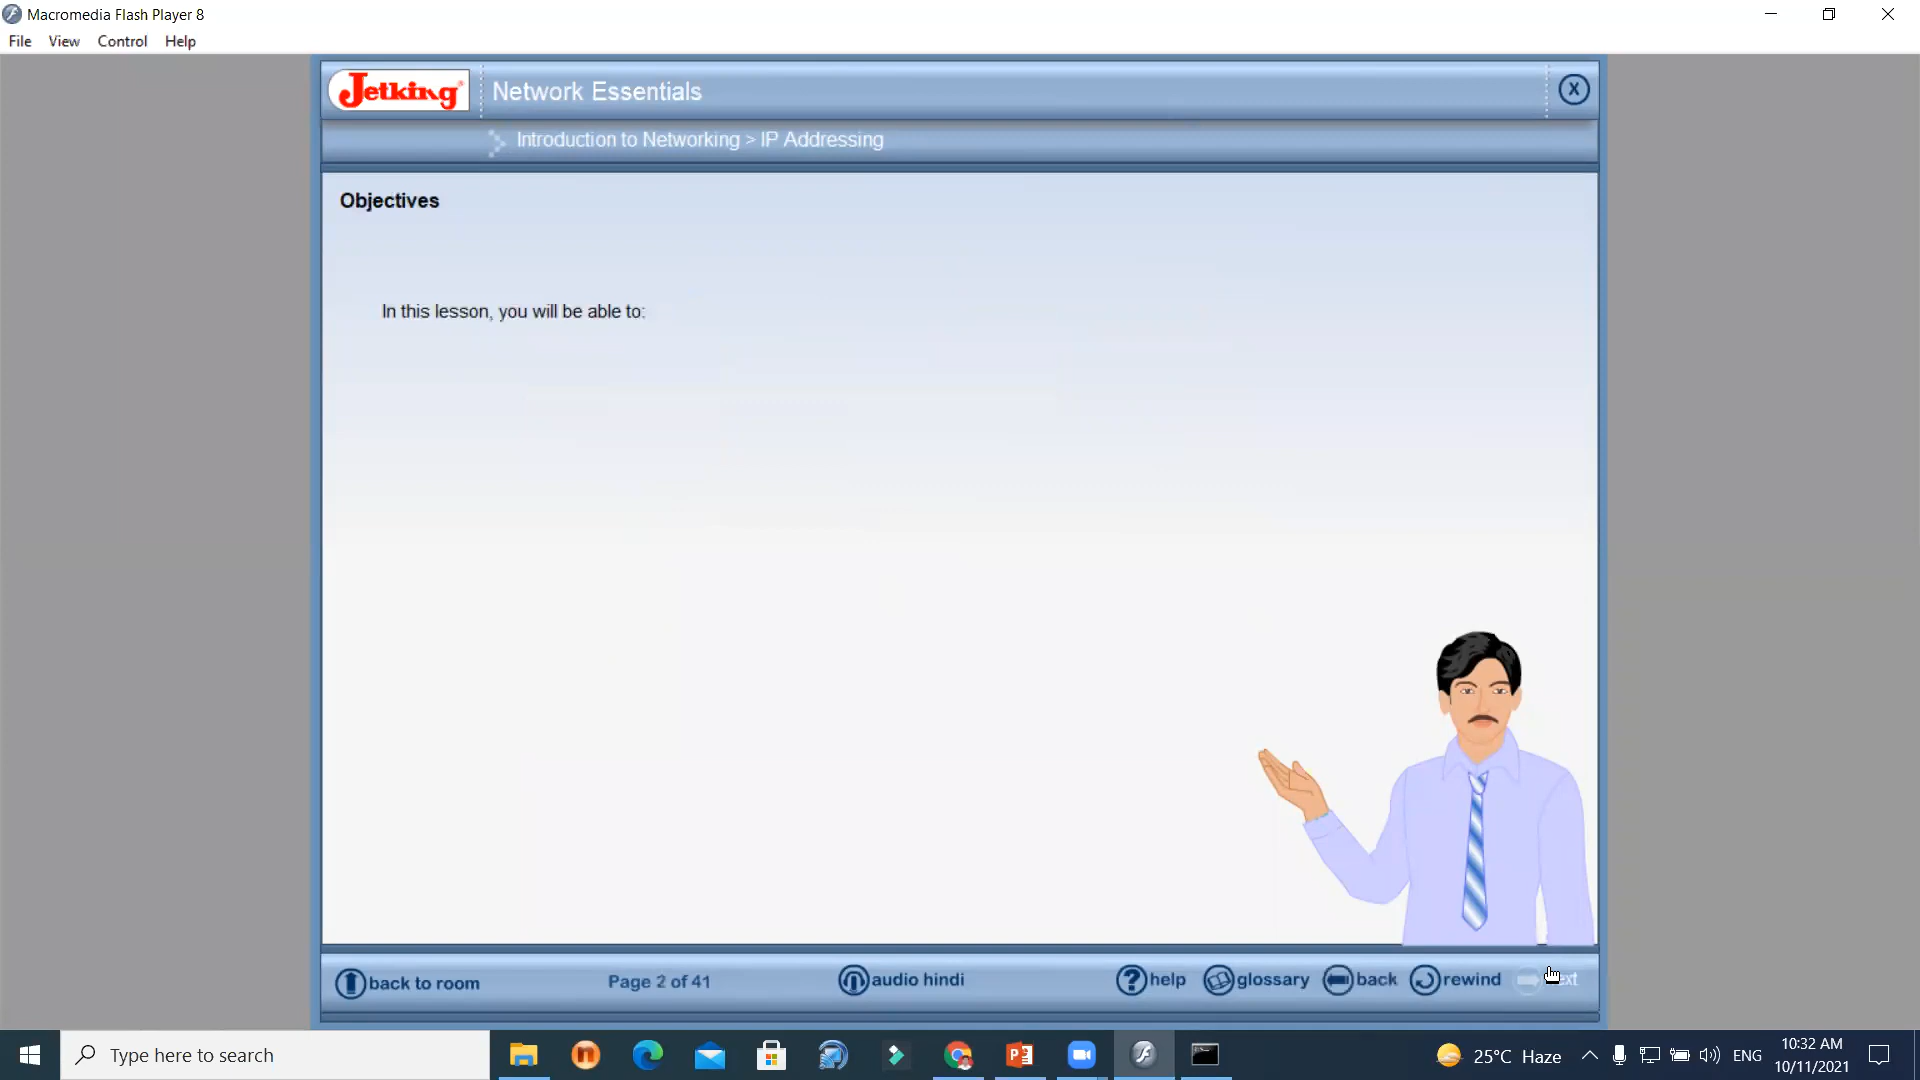 Macromedia Flash Player 8
File View Control Help
Jetking
Network Essentials
X
Introduction to Networking > IP Addressing
Objectives
In this lesson, you will be able to:
back to room
Page 2 of 41
audio hindi
help
glossary
back
rewind
Type here to search
25°C Haze
ENG
10:32 AM
10/11/2021